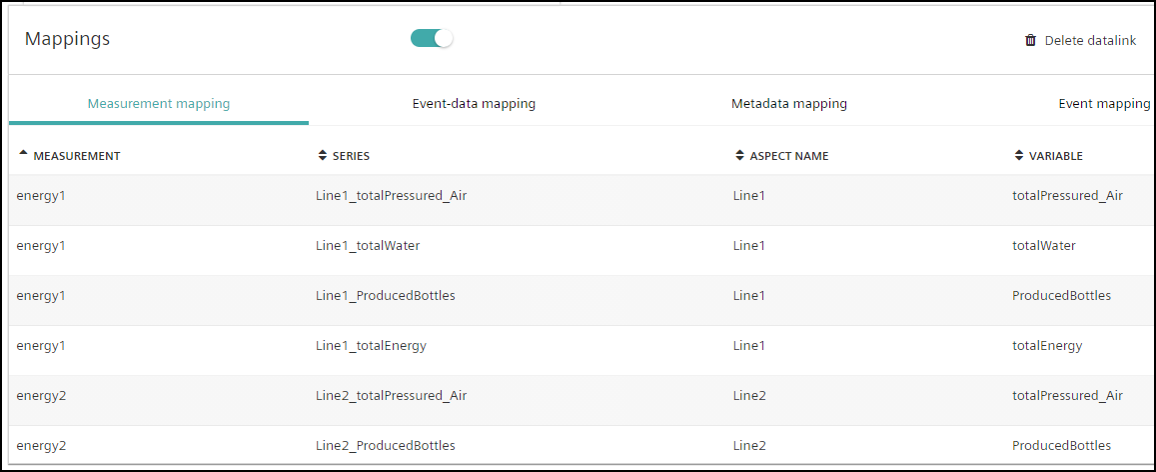 Mappings Delete datalink
Measurement mapping Event-data mapping Metadata mapping Event mapping
MEASUREMENT SERIES ASPECT NAME VARIABLE
energy1 Line1_totalPressured_Air Line1 totalPressured_Air
energy1 Line1_totalWater Line1 totalWater
energy1 Line1_ProducedBottles Line1 ProducedBottles
energy1 Line1_totalEnergy Line1 totalEnergy
energy2 Line2_totalPressured_Air Line2 totalPressured_Air
energy2 Line2_ProducedBottles Line2 ProducedBottles